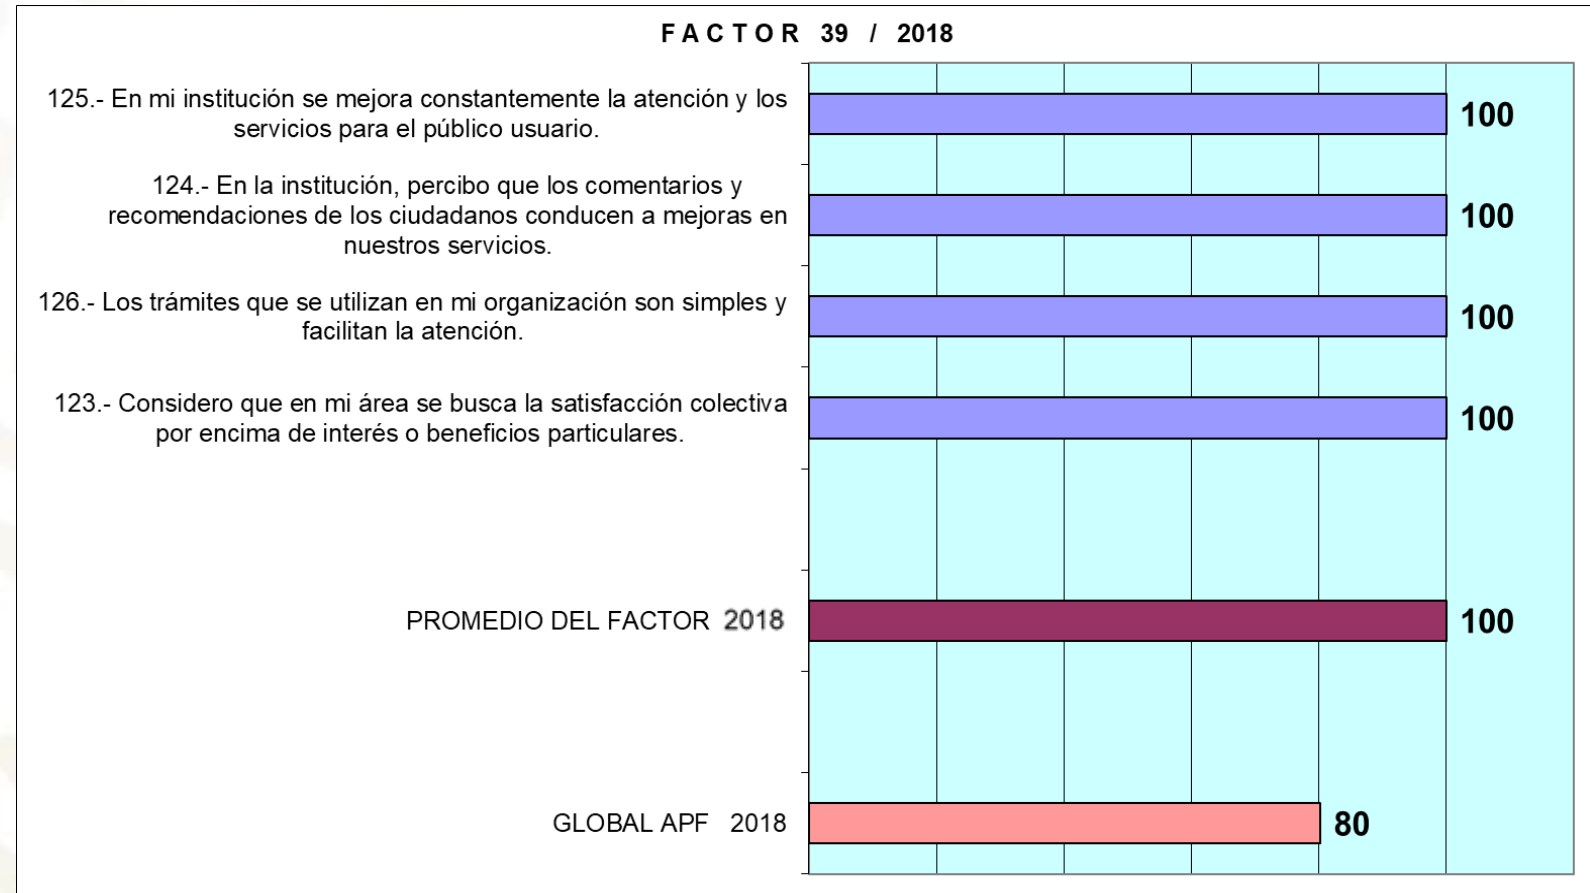 FACTOR 39 / 2018
125.- En mi institución se mejora constantemente la atención y los
servicios para el público usuario.
100
124.- En la institución, percibo que los comentarios y
recomendaciones de los ciudadanos conducen a mejoras en
nuestros servicios.
100
126.- Los trámites que se utilizan en mi organización son simples y
facilitan la atención.
100
123.- Considero que en mi área se busca la satisfacción colectiva
por encima de interés o beneficios particulares.
100
PROMEDIO DEL FACTOR 2018
100
GLOBAL APF 2018
80